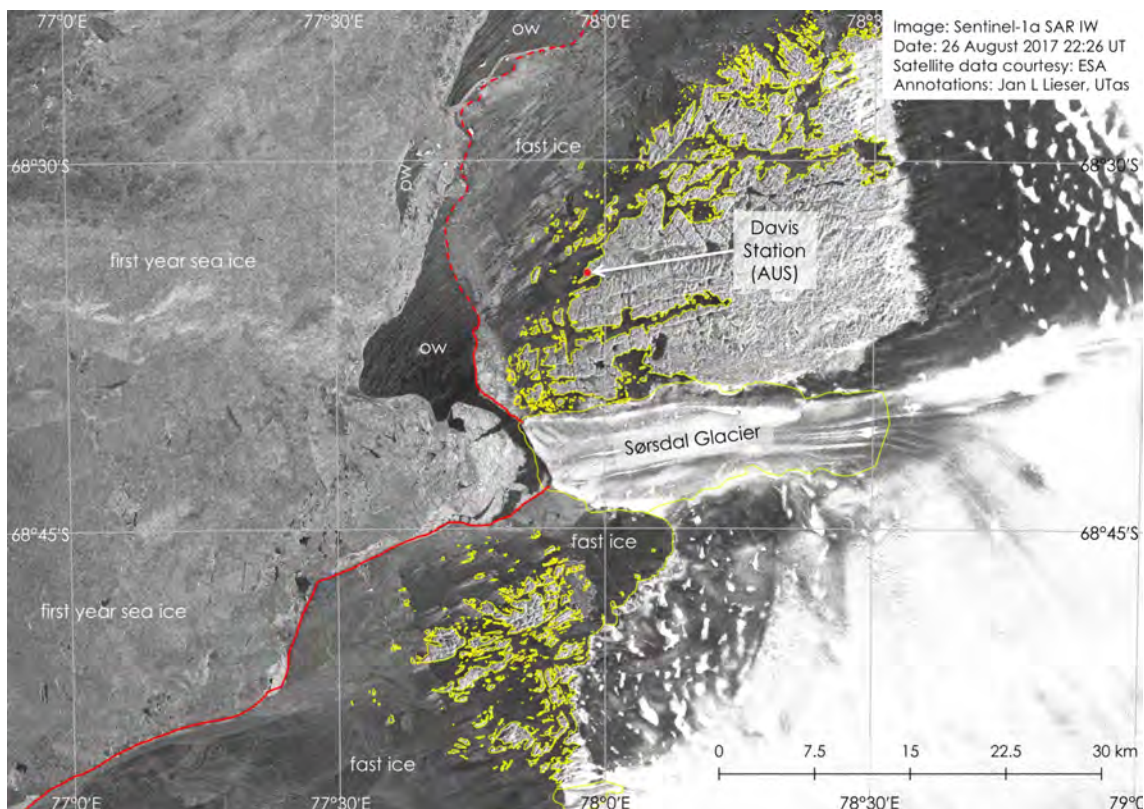 77°0'E
77°30'E
78°0'E
78°3
Image: Sentinel-1a SAR IW
Date: 26 August 2017 22:26 UT
Satellite data courtesy: ESA
Annotations: Jan L Lieser, UTas
ow
fast ice
68°30'S
68°30'S
ow
Davis
Station
(AUS)
first year sea ice
ow
Sørsdal Glacier
68°45'S
fast ice
68°45'S
first year sea ice
fast ice
0 7.5 15 22.5 30 km
77°0'E
77°30'E
78°0'E
78°30'E
79°0